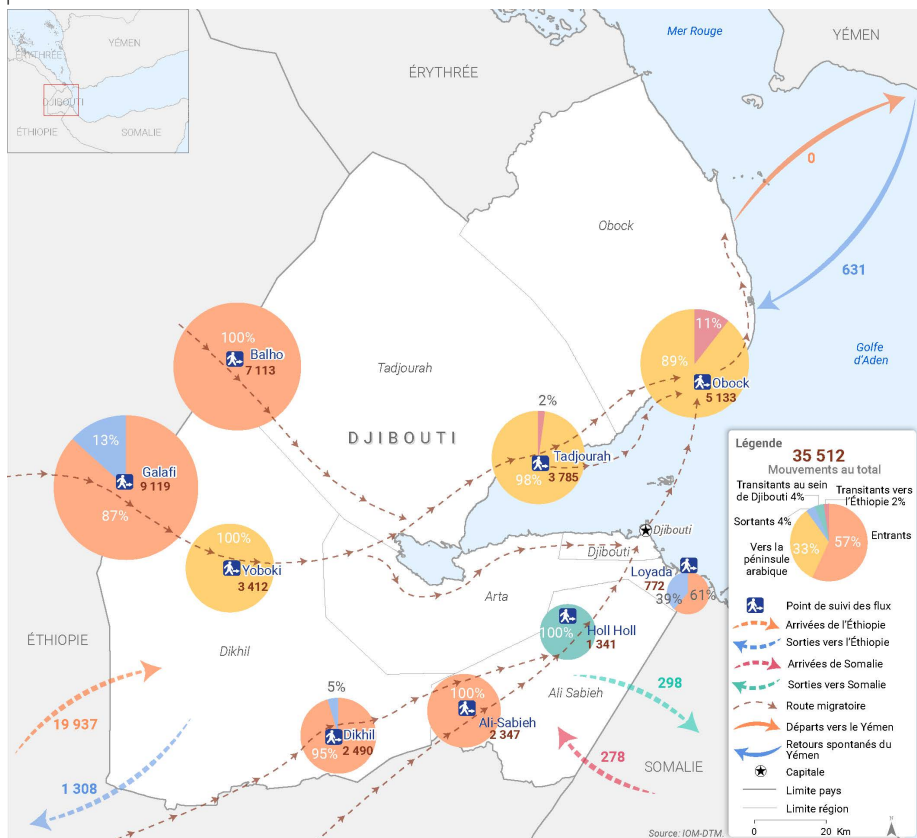 YÉMEN
ÉRYTHRÉE
DJIBOUTI
ÉTHIOPIE
SOMALIE
Mer Rouge
YÉMEN
ÉRYTHRÉE
0
Obock
631
Golfe
d'Aden
100%
Balho
7 113
Tadjourah
11%
89%
Obock
5 133
DJIBOUTI
2%
Tadjourah
98%
3 785
13%
Galafi
9 119
87%
100%
Yoboki
3 412
Djibouti
Djibouti
Loyada
772
39%
61%
Arta
Holl Holl
100%
1 341
ÉTHIOPIE
Dikhil
Ali Sabieh
298
19 937
5%
Dikhil
95%
2 490
100%
Ali-Sabieh
2 347
278
SOMALIE
1 308
Légende
35 512
Mouvements au total
Transitants au sein
de Djibouti 4%
Transitants vers
l'Éthiopie 2%
Sortants 4%
Entrants
57%
33%
Vers la
péninsule
arabique
Point de suivi des flux
Arrivées de l'Éthiopie
Sorties vers l'Éthiopie
Arrivées de Somalie
Sorties vers Somalie
Route migratoire
Départs vers le Yémen
Retours spontanés du
Yémen
Capitale
Limite pays
Limite région
0 20 Km
N
Source: IOM-DTM.